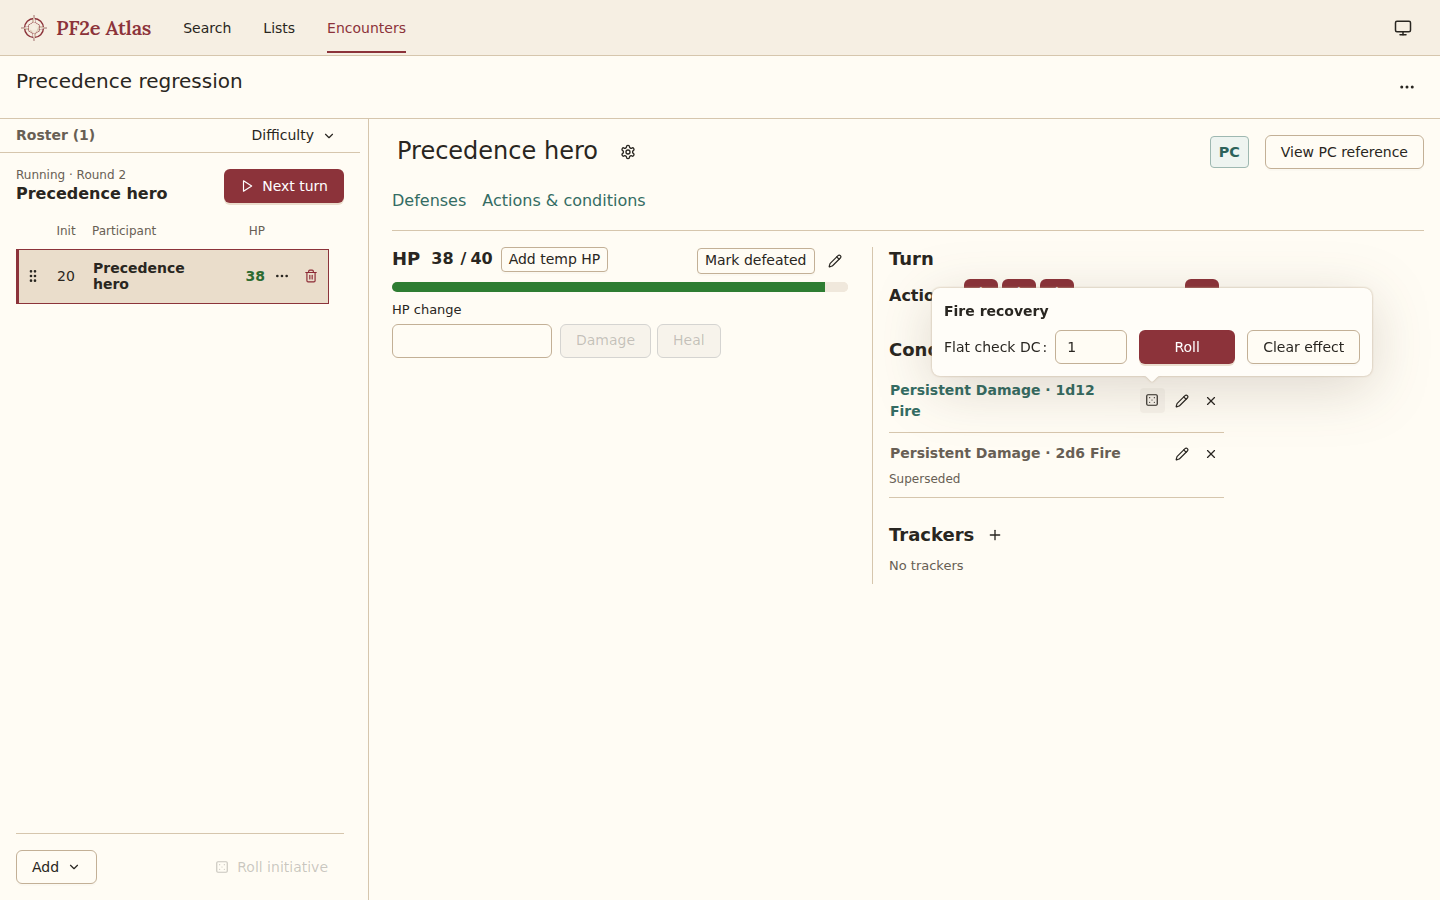 PF2e Atlas
Search
Lists
Encounters
Precedence regression
Roster (1)
Difficulty
Running · Round 2
Precedence hero
Next turn
Init
Participant
HP
20
Precedence
hero
38
Add
Roll initiative
Precedence hero
PC
View PC reference
Defenses
Actions & conditions
HP 38 / 40
Add temp HP
Mark defeated
HP change
Damage
Heal
Turn
Fire recovery
Flat check DC:
1
Roll
Clear effect
Persistent Damage · 1d12
Fire
Persistent Damage · 2d6 Fire
Superseded
Trackers
No trackers